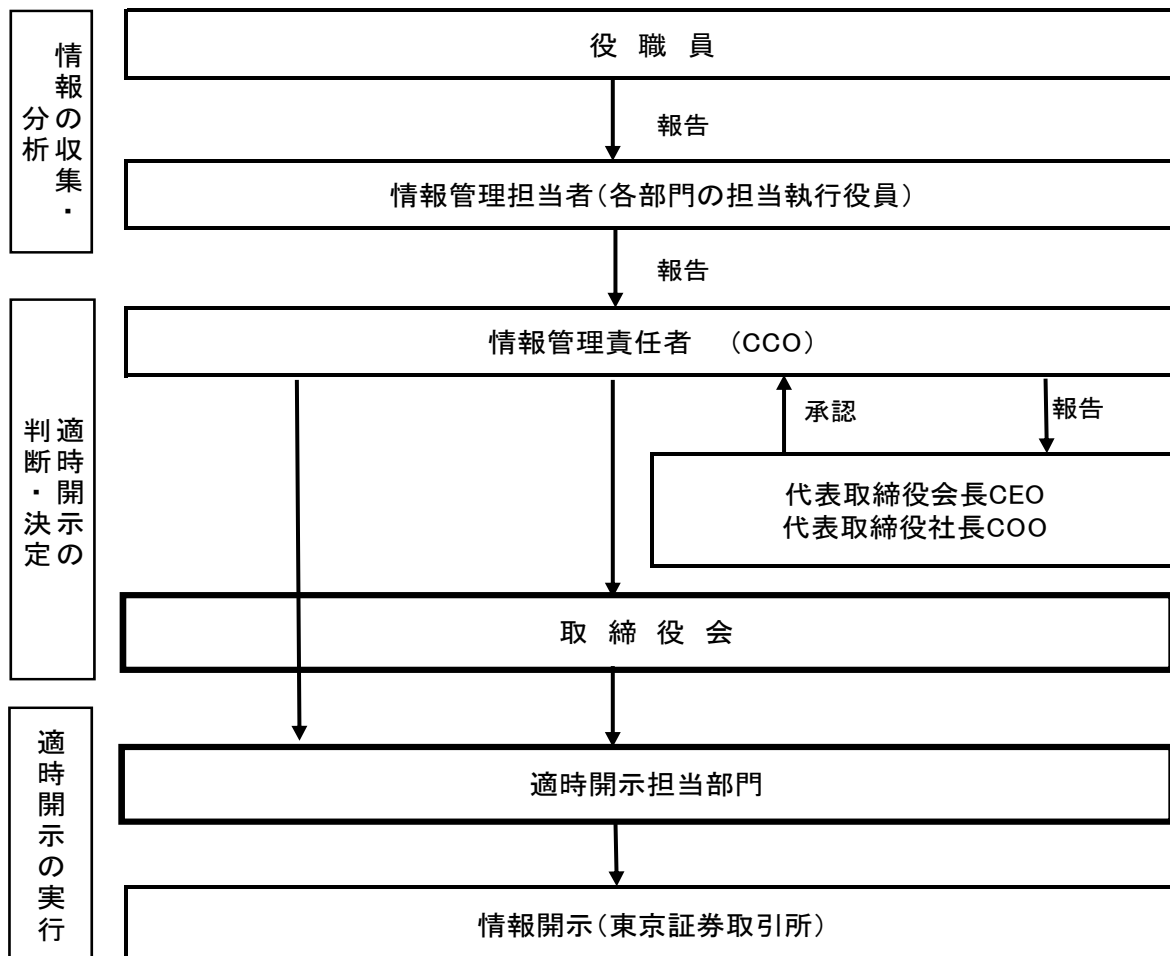 情報の収集・
分析
役 職 員
報告
情報管理担当者(各部門の担当執行役員)
報告
適時開示の
判断・決定
情報管理責任者 (CCO)
承認
報告
代表取締役会長CEO
代表取締役社長COO
取 締 役 会
適時開示の実行
適時開示担当部門
情報開示(東京証券取引所)